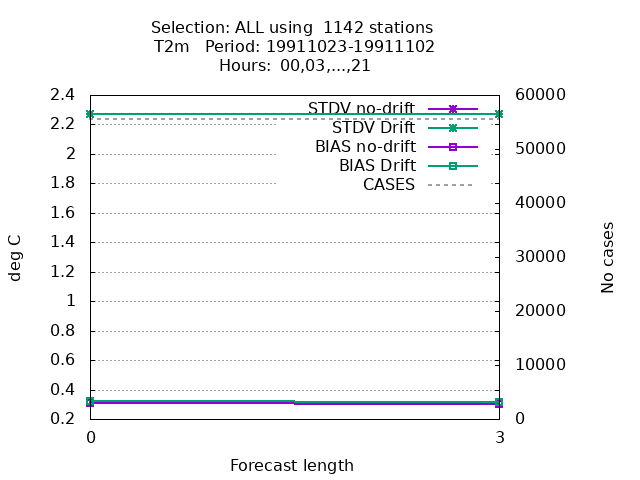 Selection: ALL using  1142 stations
T2m   Period: 19911023-19911102
Hours:  00,03,...,21
2.4
2.2
2
1.8
1.6
1.4
1.2
1
0.8
0.6
0.4
0.2
deg C
STDV no-drift
STDV Drift
BIAS no-drift
BIAS Drift
CASES
60000
50000
40000
30000
20000
10000
0
No cases
0
3
Forecast length